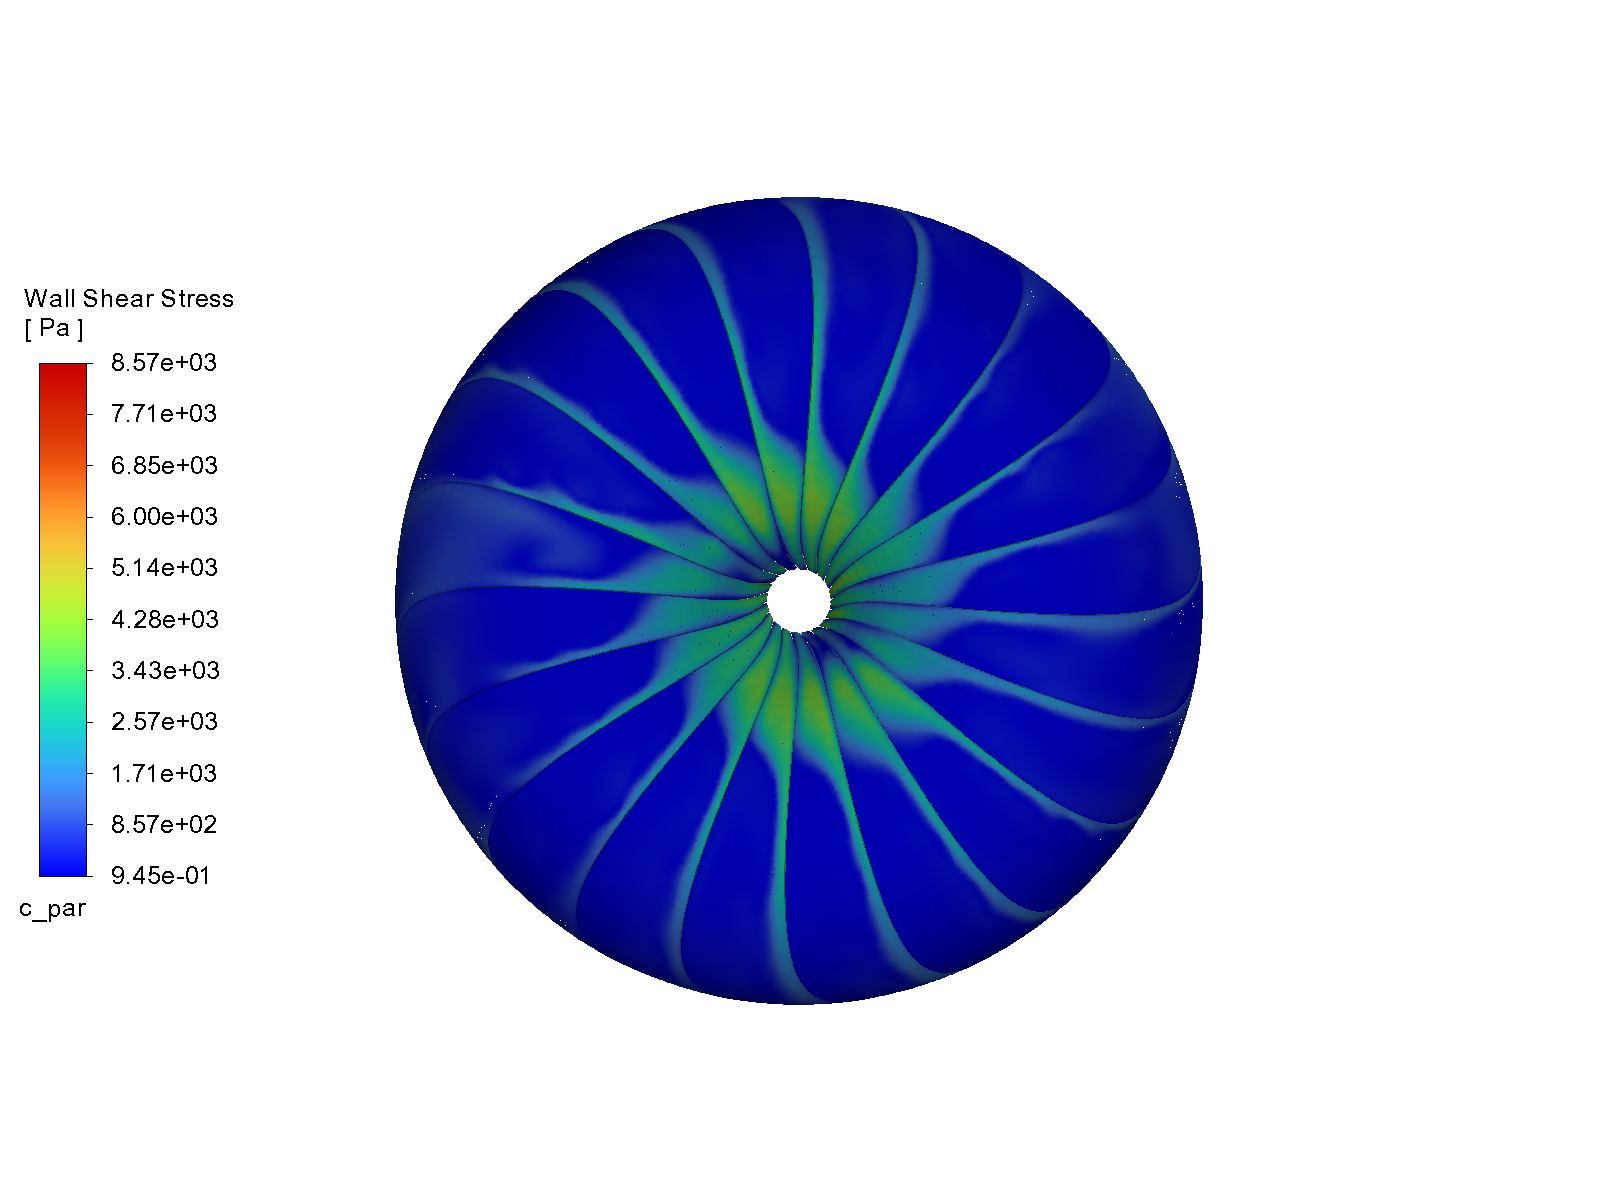 Wall Shear Stress
[ Pa ]
8.57e+03
7.71e+03
6.85e+03
6.00e+03
5.14e+03
4.28e+03
3.43e+03
2.57e+03
1.71e+03
8.57e+02
9.45e-01
c_par